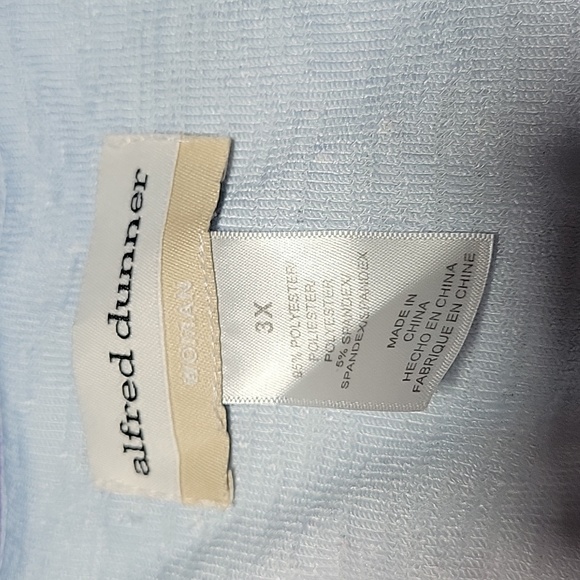 alfred dunner
WOMAN
3X
95% POLYESTER/
POLIESTER/
POLYESTER
5% SPANDEX/
SPANDEX/SPANDEX
MADE IN
CHINA
HECHO EN CHINA
FABRIQUE EN CHINE